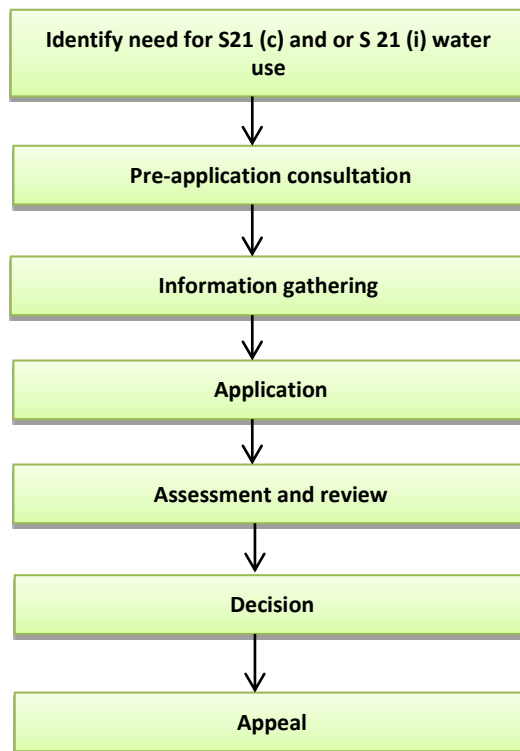 Identify need for S21 (c) and or S 21 (i) water
use
Pre-application consultation
Information gathering
Application
Assessment and review
Decision
Appeal